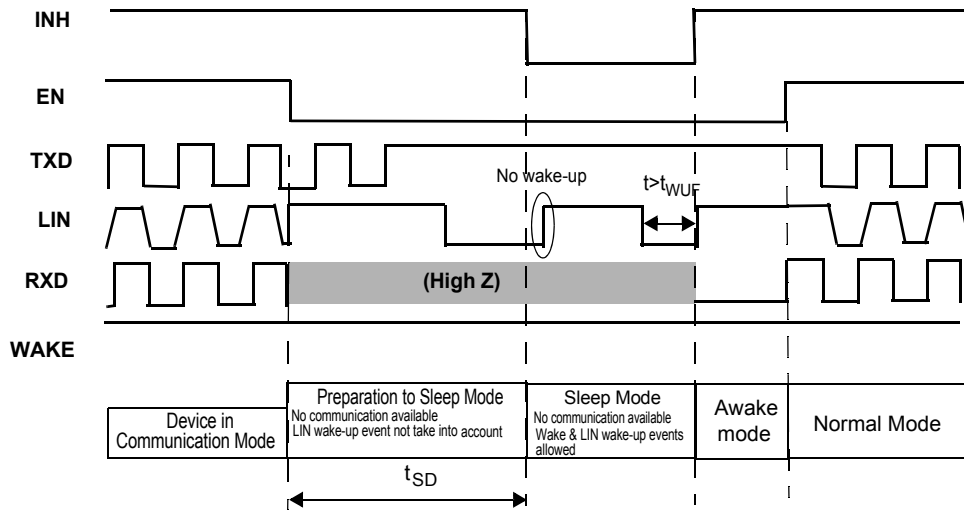 INH
EN
TXD
No wake-up
t>tWUF
LIN
RXD
(High Z)
WAKE
Device in
Communication Mode
Preparation to Sleep Mode
No communication available
LIN wake-up event not take into account
Sleep Mode
No communication available
Wake & LIN wake-up events
allowed
Awake
mode
Normal Mode
tSD